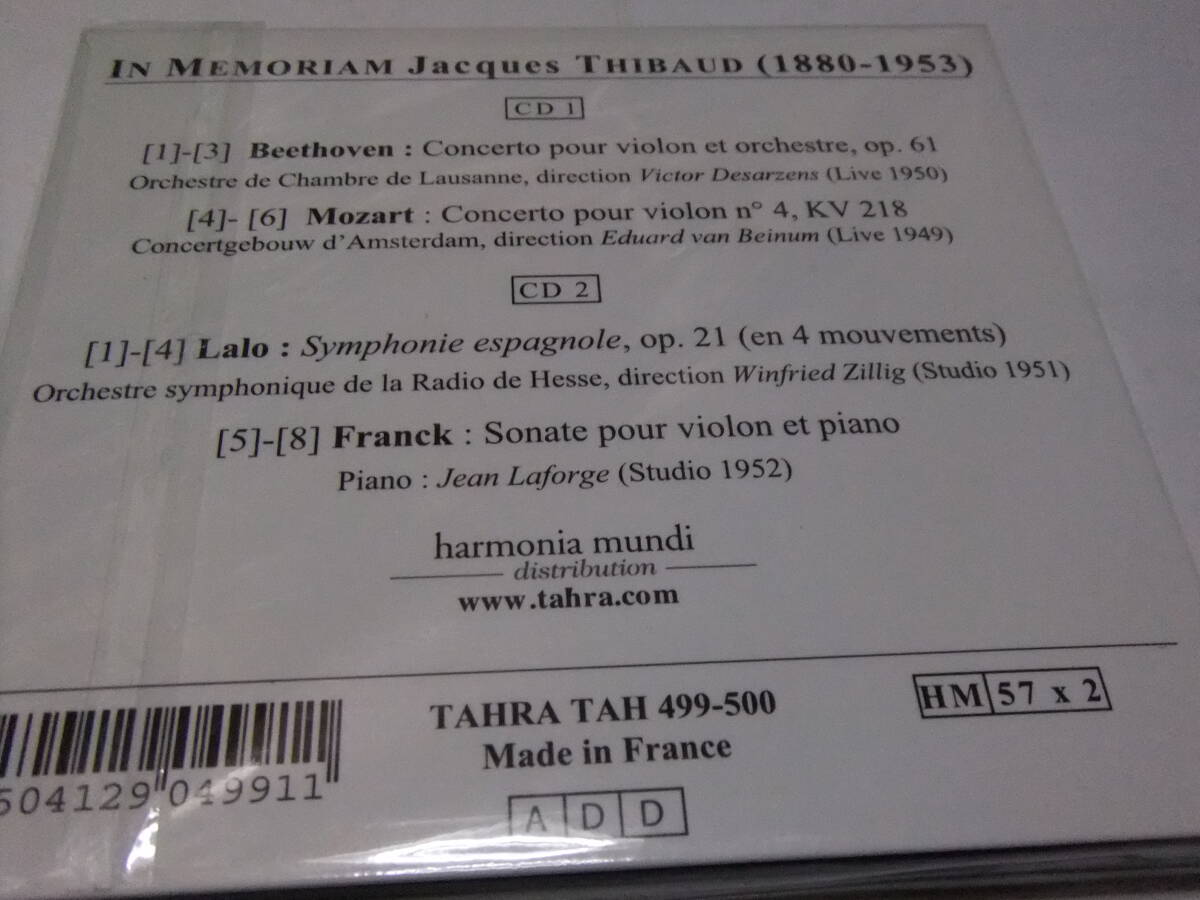 IN MEMORIAM Jacques THIBAUD (1880-1953)
CD 1
[1]-[3] Beethoven : Concerto pour violon et orchestre, op. 61
Orchestre de Chambre de Lausanne, direction Victor Desarzens (Live 1950)
[4]- [6] Mozart : Concerto pour violon n° 4, KV 218
Concertgebouw d'Amsterdam, direction Eduard van Beinum (Live 1949)
CD 2
[1]-[4] Lalo : Symphonie espagnole, op. 21 (en 4 mouvements)
Orchestre symphonique de la Radio de Hesse, direction Winfried Zillig (Studio 1951)
[5]-[8] Franck : Sonate pour violon et piano
Piano : Jean Laforge (Studio 1952)
harmonia mundi
distribution
www.tahra.com
TAHRA TAH 499-500
HM 57 x 2
Made in France
504129 049911
A D D